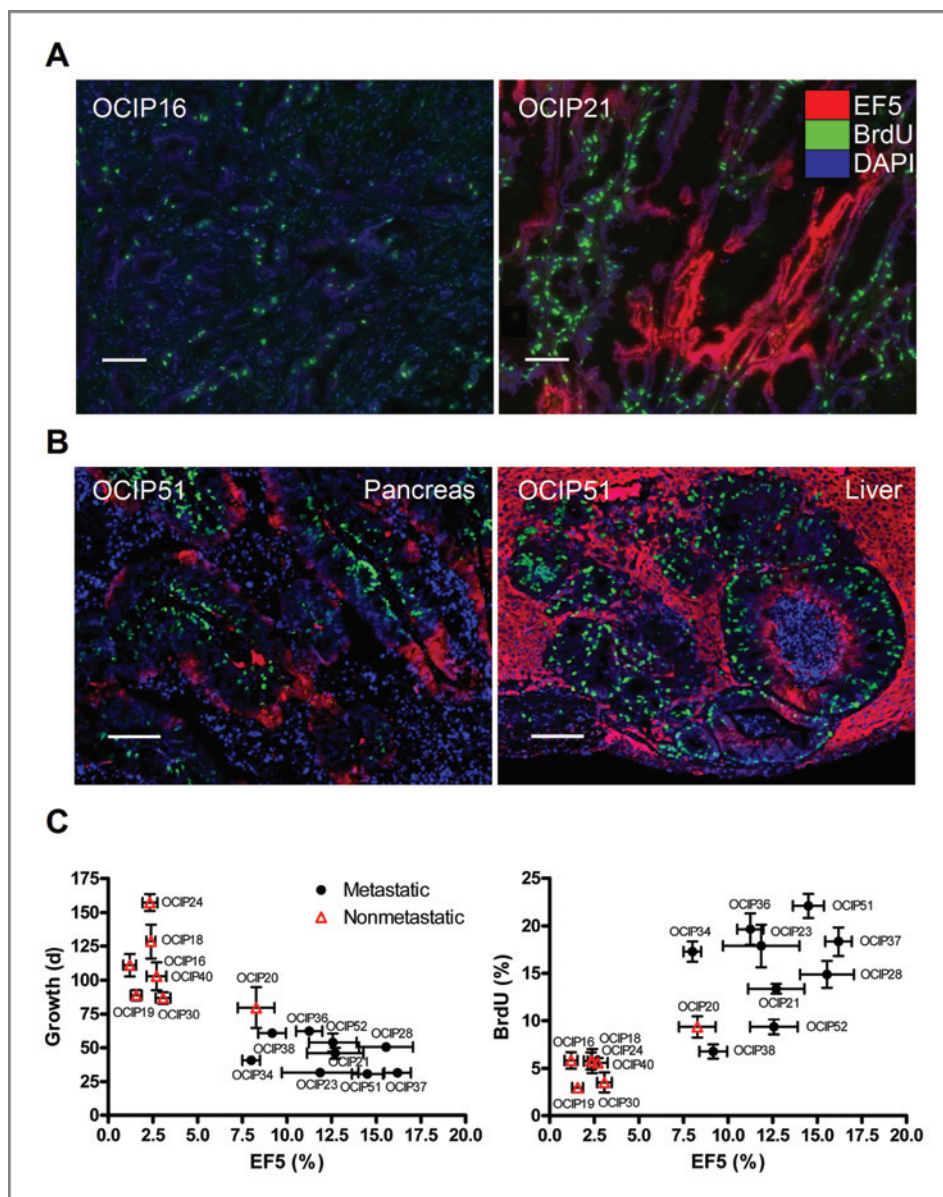 A
OCIP16
OCIP21
EF5
BrdU
DAPI
B
OCIP51
Pancreas
OCIP51
Liver
C
175
150
125
100
75
50
25
0
Growth (d)
OCIP24
OCIP18
OCIP16
OCIP40
OCIP19
OCIP30
OCIP20
OCIP36
OCIP52
OCIP28
OCIP38
OCIP21
OCIP34
OCIP23
OCIP51
OCIP37
Metastatic
Nonmetastatic
0.0 2.5 5.0 7.5 10.0 12.5 15.0 17.5 20.0
EF5 (%)
25
20
15
10
5
0
BrdU (%)
OCIP36
OCIP51
OCIP34
OCIP23
OCIP37
OCIP28
OCIP21
OCIP20
OCIP52
OCIP38
OCIP16
OCIP18
OCIP24
OCIP40
OCIP19
OCIP30
0.0 2.5 5.0 7.5 10.0 12.5 15.0 17.5 20.0
EF5 (%)